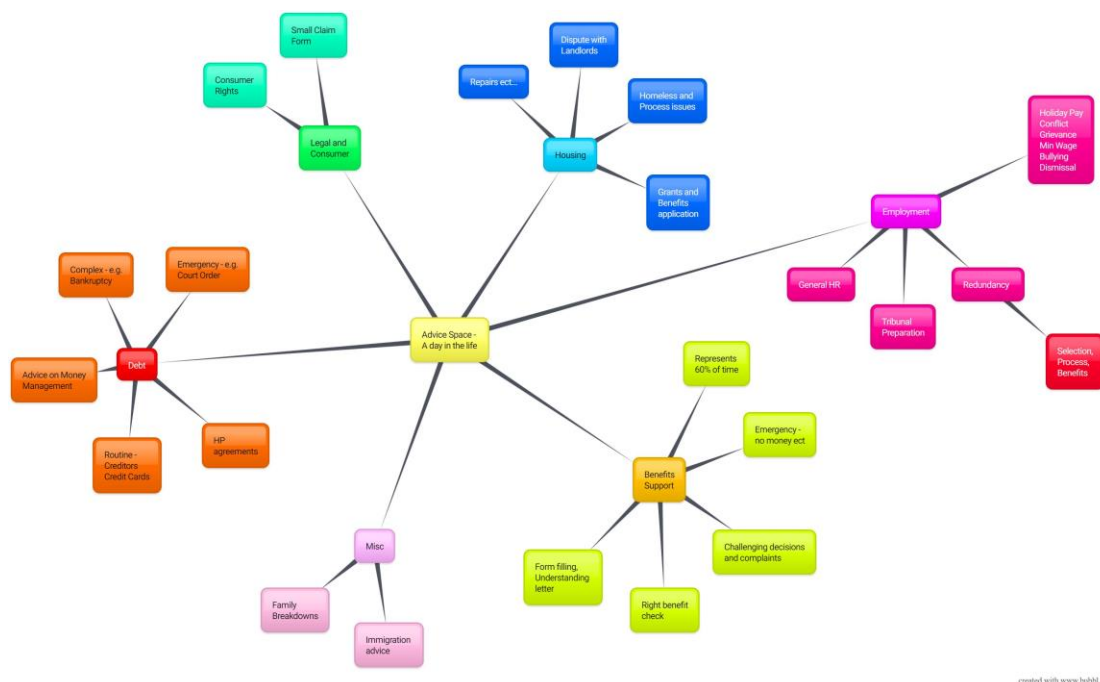 Small Claim
Form
Consumer
Rights
Legal and
Consumer
Dispute with
Landlords
Repairs ect...
Homeless and
Process issues
Housing
Grants and
Benefits
application
Holiday Pay
Conflict
Grievance
Min Wage
Bullying
Dismissal
Employment
General HR
Redundancy
Tribunal
Preparation
Selection,
Process,
Benefits
Complex - e.g.
Bankruptcy
Emergency - e.g.
Court Order
Debt
Advice on Money
Management
Routine -
Creditors
Credit Cards
HP
agreements
Advice Space -
A day in the life
Represents
60% of time
Emergency -
no money ect
Benefits
Support
Challenging decisions
and complaints
Form filling,
Understanding
letter
Right benefit
check
Misc
Family
Breakdowns
Immigration
advice
created with